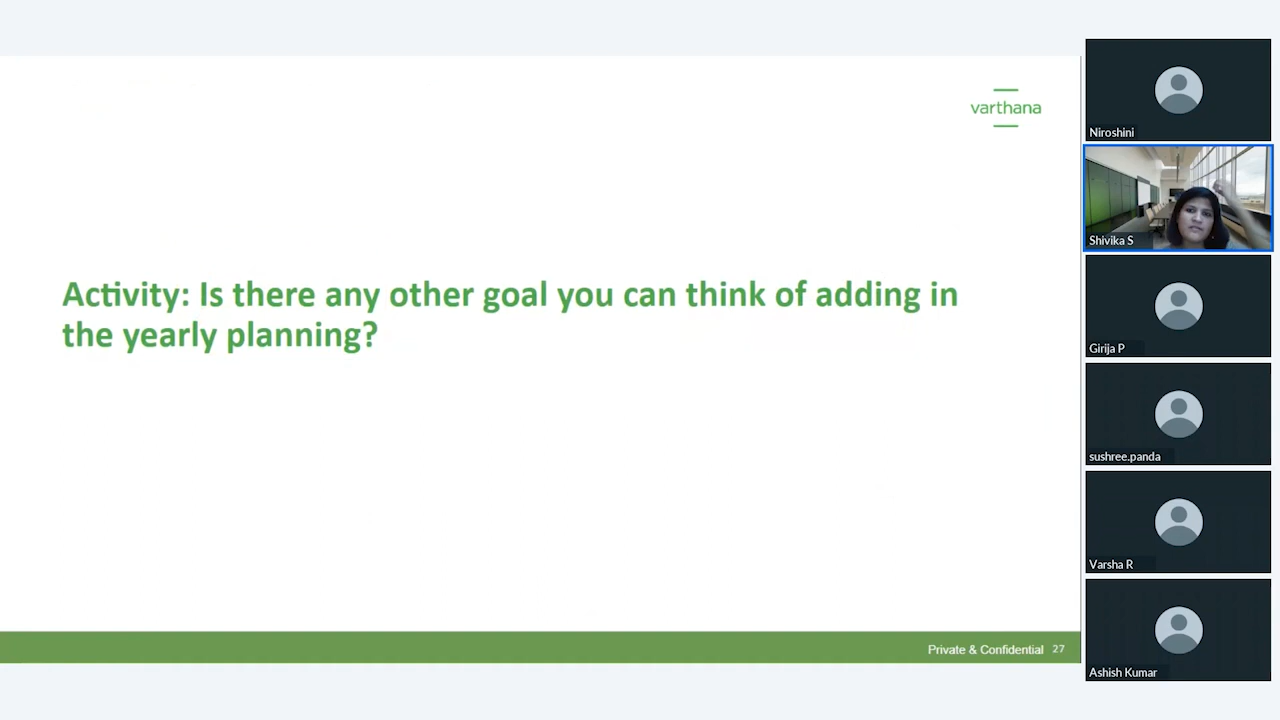 varthana
Activity: Is there any other goal you can think of adding in
the yearly planning?
Private & Confidential 27
Niroshini
Shivika S
Girija P
sushree.panda
Varsha R
Ashish Kumar